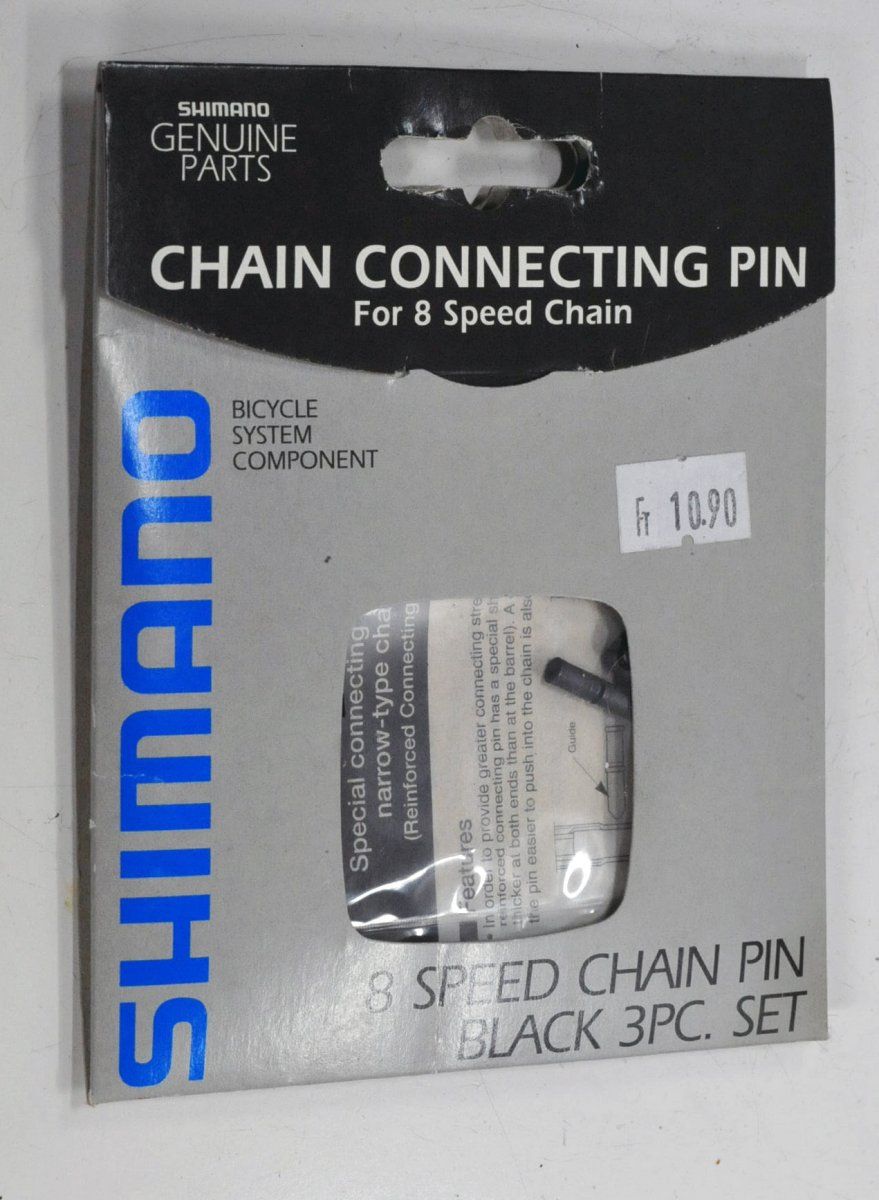 SHIMANO
GENUINE
PARTS
CHAIN CONNECTING PIN
For 8 Speed Chain
SHIMANO
BICYCLE
SYSTEM
COMPONENT
Fr 10.90
Special connecting
narrow-type cha
(Reinforced Connecting
Features
• In order to provide greater connecting stre
reinforced connecting pin has a special sh
thicker at both ends than at the barrel). A
the pin easier to push into the chain is also
Guide
8 SPEED CHAIN PIN
BLACK 3PC. SET